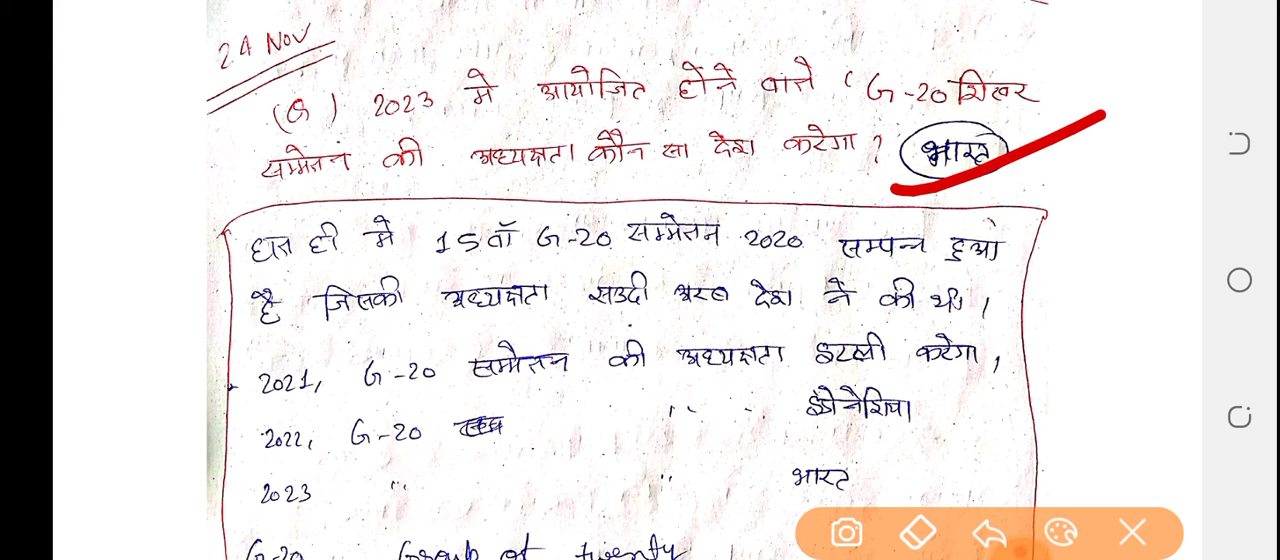 24 Nov
(Q) 2023 मे आयोजित होने वाले (G-20 शिखर
सम्मेलन की अध्यक्षता कौन सा देश करेगा? भारत
हाल ही मे 15वॉ G-20 सम्मेलन 2020 सम्पन्न हुआ
है जिसकी अध्यक्षता सउदी अरब देश ने की थी।
2021, G-20 सम्मेलन की अध्यक्षता इटली करेगा,
2022, G-20 " " इंडोनेशिया
2023 " " भारत
G-20 Group of twenty